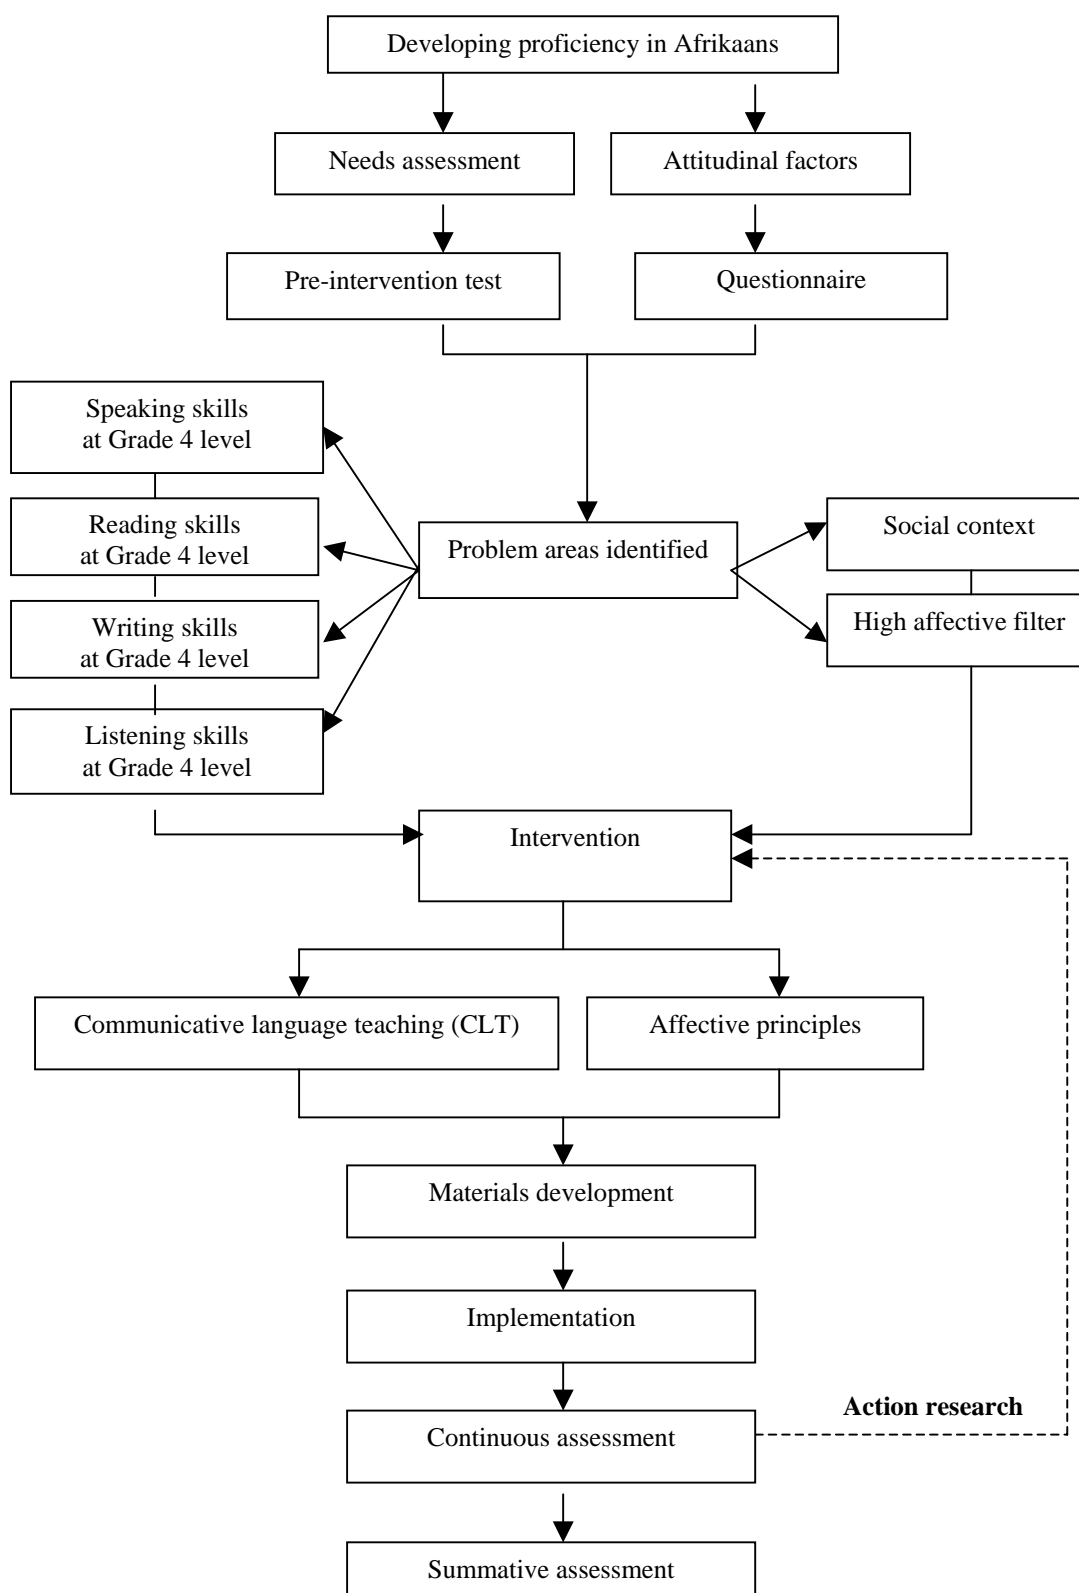 Developing proficiency in Afrikaans
Needs assessment
Attitudinal factors
Pre-intervention test
Questionnaire
Speaking skills
at Grade 4 level
Reading skills
at Grade 4 level
Writing skills
at Grade 4 level
Listening skills
at Grade 4 level
Problem areas identified
Social context
High affective filter
Intervention
Communicative language teaching (CLT)
Affective principles
Materials development
Implementation
Continuous assessment
Action research
Summative assessment